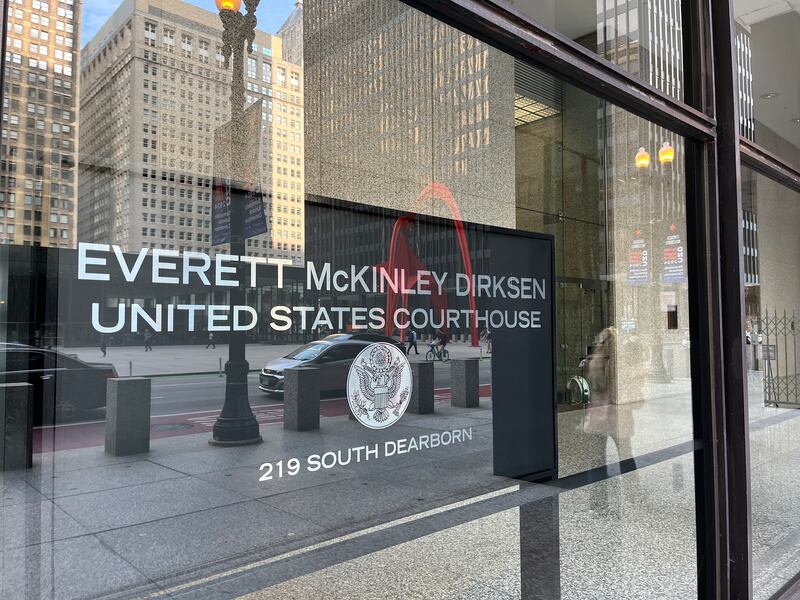 EVERETT McKINLEY DIRKSEN
UNITED STATES COURTHOUSE
219 SOUTH DEARBORN